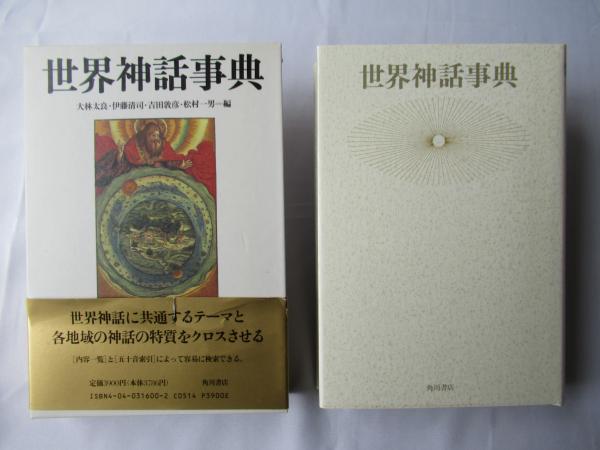 世界神話事典
大林太良・伊藤清司・吉田敦彦・松村一男=編
世界神話に共通するテーマと
各地域の神話の特質をクロスさせる
[内容一覧]と[五十音索引]によって容易に検索できる。
定価3900円(本体3786円) 角川書店
ISBN4-04-031600-2 C0514 P3900E
世界神話事典
角川書店